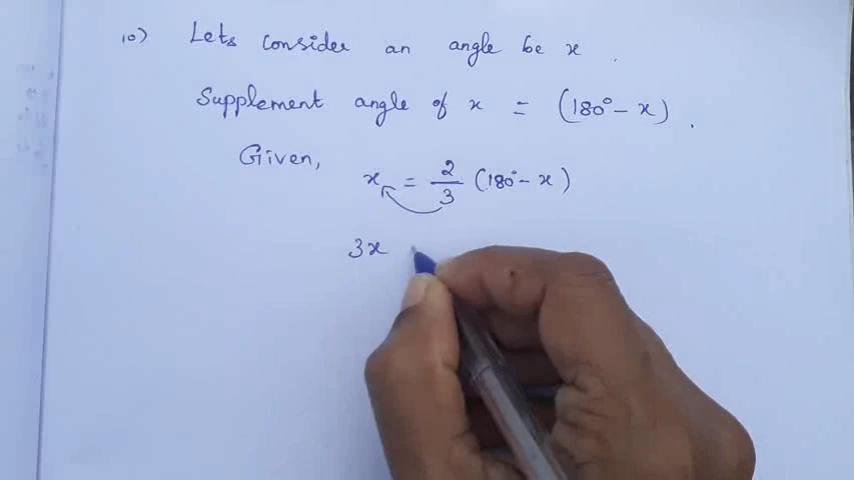 10) Lets consider an angle be x .
Supplement angle of x = (180° - x) .
Given,
x = 2/3 (180° - x)
3x